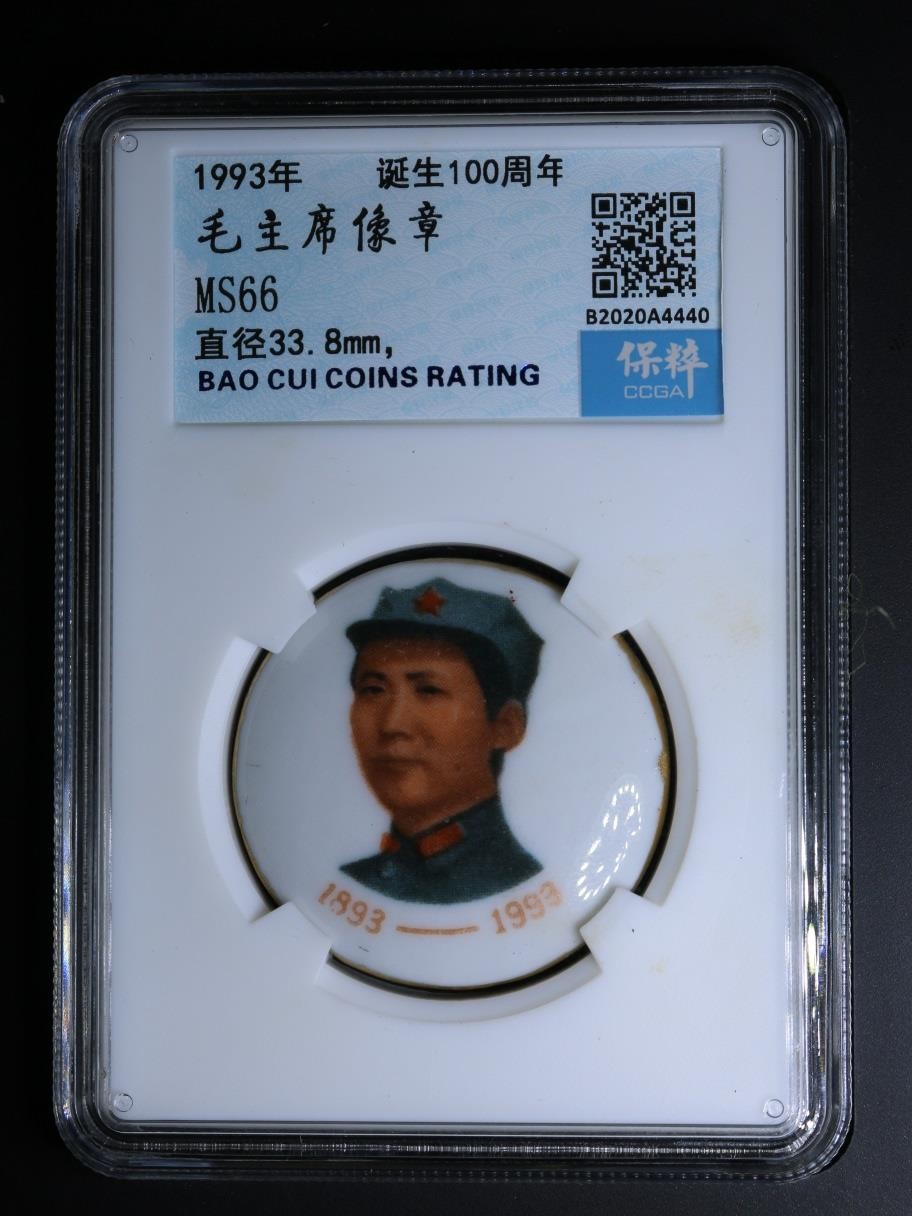 1993年 诞生100周年
毛主席像章
MS66
直径33.8mm,
BAO CUI COINS RATING
B2020A4440
保粹
CCGA
1893 — 1993